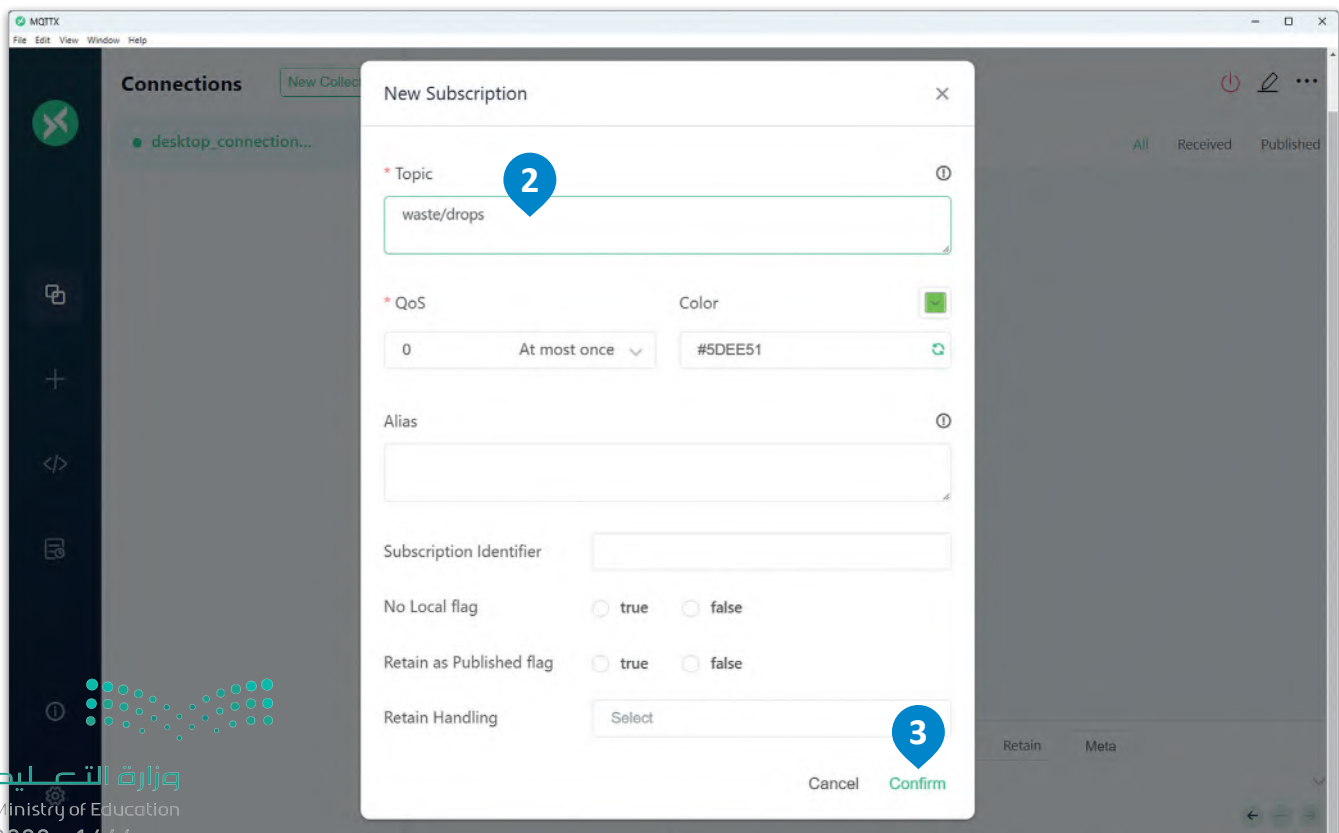 MQTTX
File Edit View Window Help
Connections
New Collec
desktop_connection...
All Received Published
New Subscription
* Topic
2
waste/drops
* QoS
Color
0 At most once
#5DEE51
Alias
Subscription Identifier
No Local flag
true false
Retain as Published flag
true false
Retain Handling
Select
3
Cancel Confirm
Retain Meta
وزارة التعليم
Ministry of Education